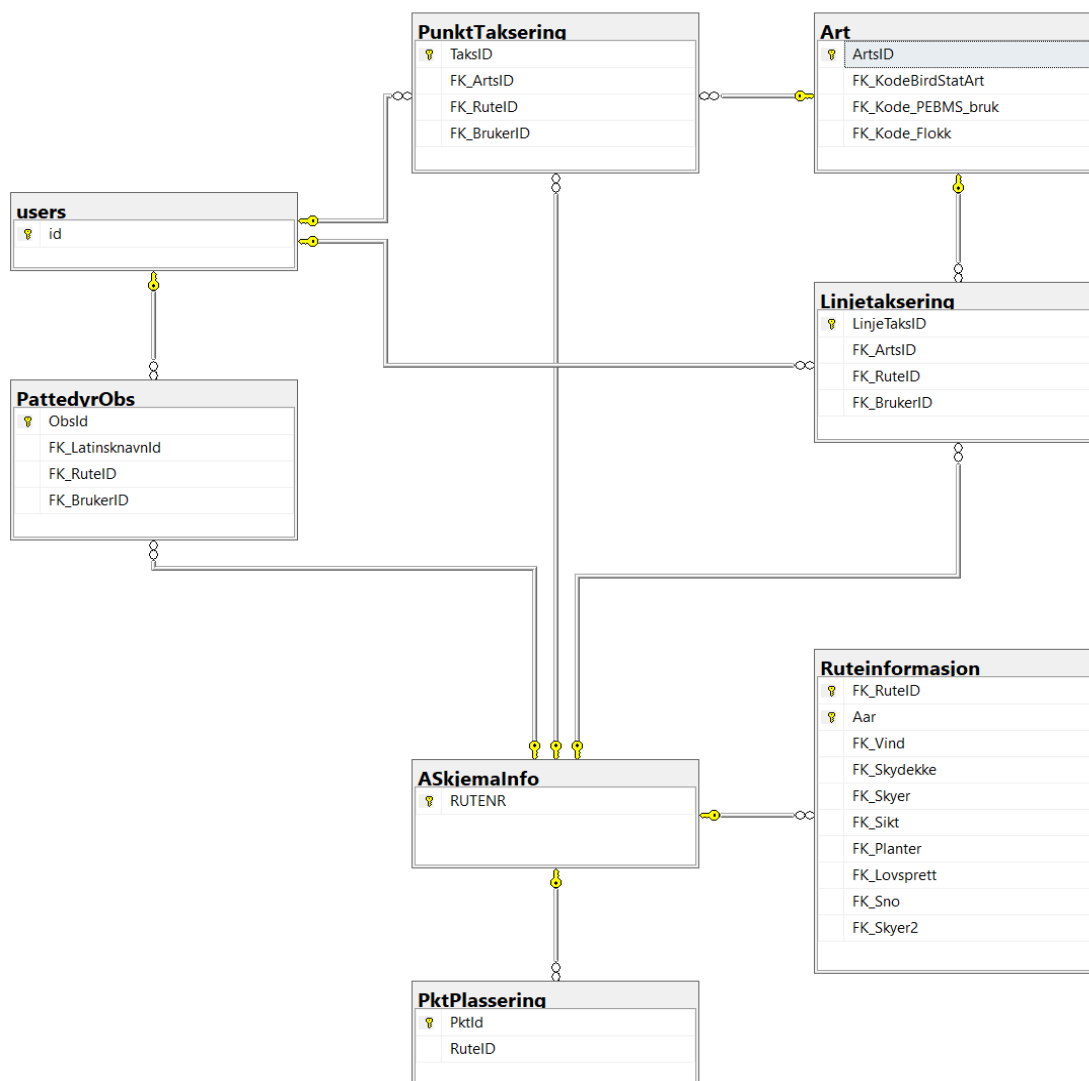 PunktTaksering
TaksID
FK_ArtsID
FK_RuteID
FK_BrukerID
Art
ArtsID
FK_KodeBirdStatArt
FK_Kode_PEBMS_bruk
FK_Kode_Flokk
users
id
Linjetaksering
LinjeTaksID
FK_ArtsID
FK_RuteID
FK_BrukerID
PattedyrObs
ObsId
FK_LatinsknavnId
FK_RuteID
FK_BrukerID
Ruteinformasjon
FK_RuteID
Aar
FK_Vind
FK_Skydekke
FK_Skyer
FK_Sikt
FK_Planter
FK_Lovsprett
FK_Sno
FK_Skyer2
ASkjemaInfo
RUTENR
PktPlassering
PktId
RuteID